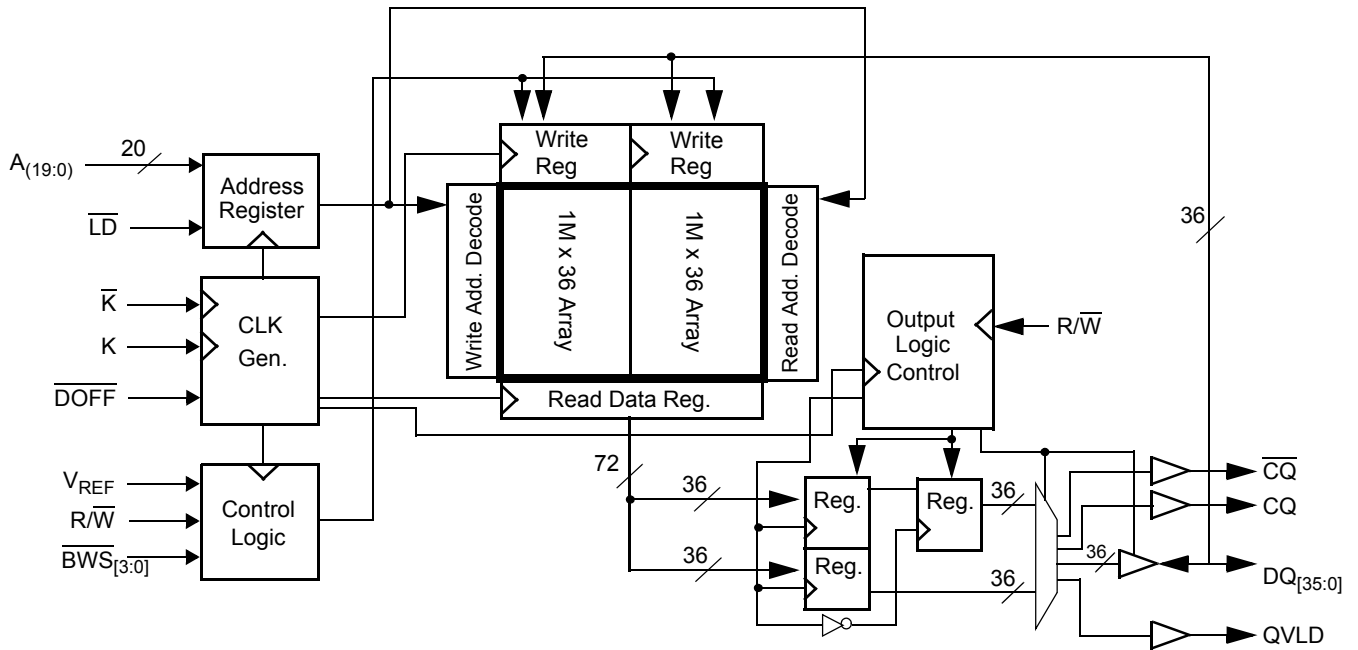 A(19:0)
20
LD
Address
Register
K
K
DOFF
CLK
Gen.
VREF
R/W
BWS[3:0]
Control
Logic
Write
Reg
Write
Reg
Write Add. Decode
1M x 36 Array
1M x 36 Array
Read Add. Decode
Read Data Reg.
Output
Logic
Control
R/W
36
72
36
Reg.
Reg.
36
36
Reg.
36
36
CQ
CQ
DQ[35:0]
QVLD